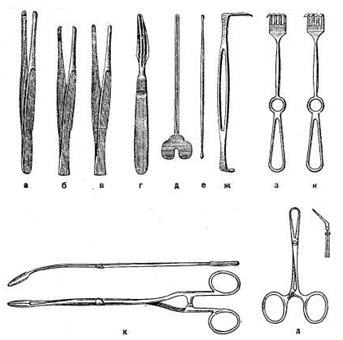 а б в г д е ж з и
к л